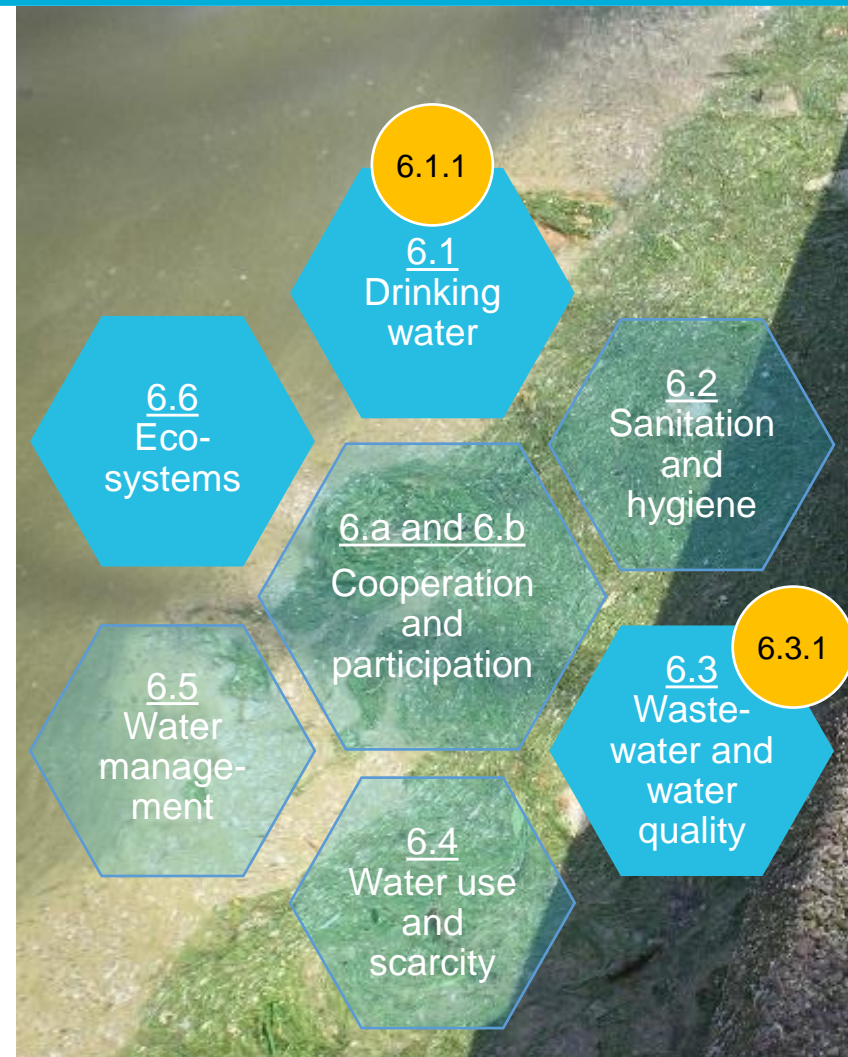 6.1.1
6.1
Drinking
water
6.2
Sanitation
and
hygiene
6.6
Eco-
systems
6.a and 6.b
Cooperation
and
participation
6.3.1
6.3
Waste-
water and
water
quality
6.5
Water
manage-
ment
6.4
Water use
and
scarcity